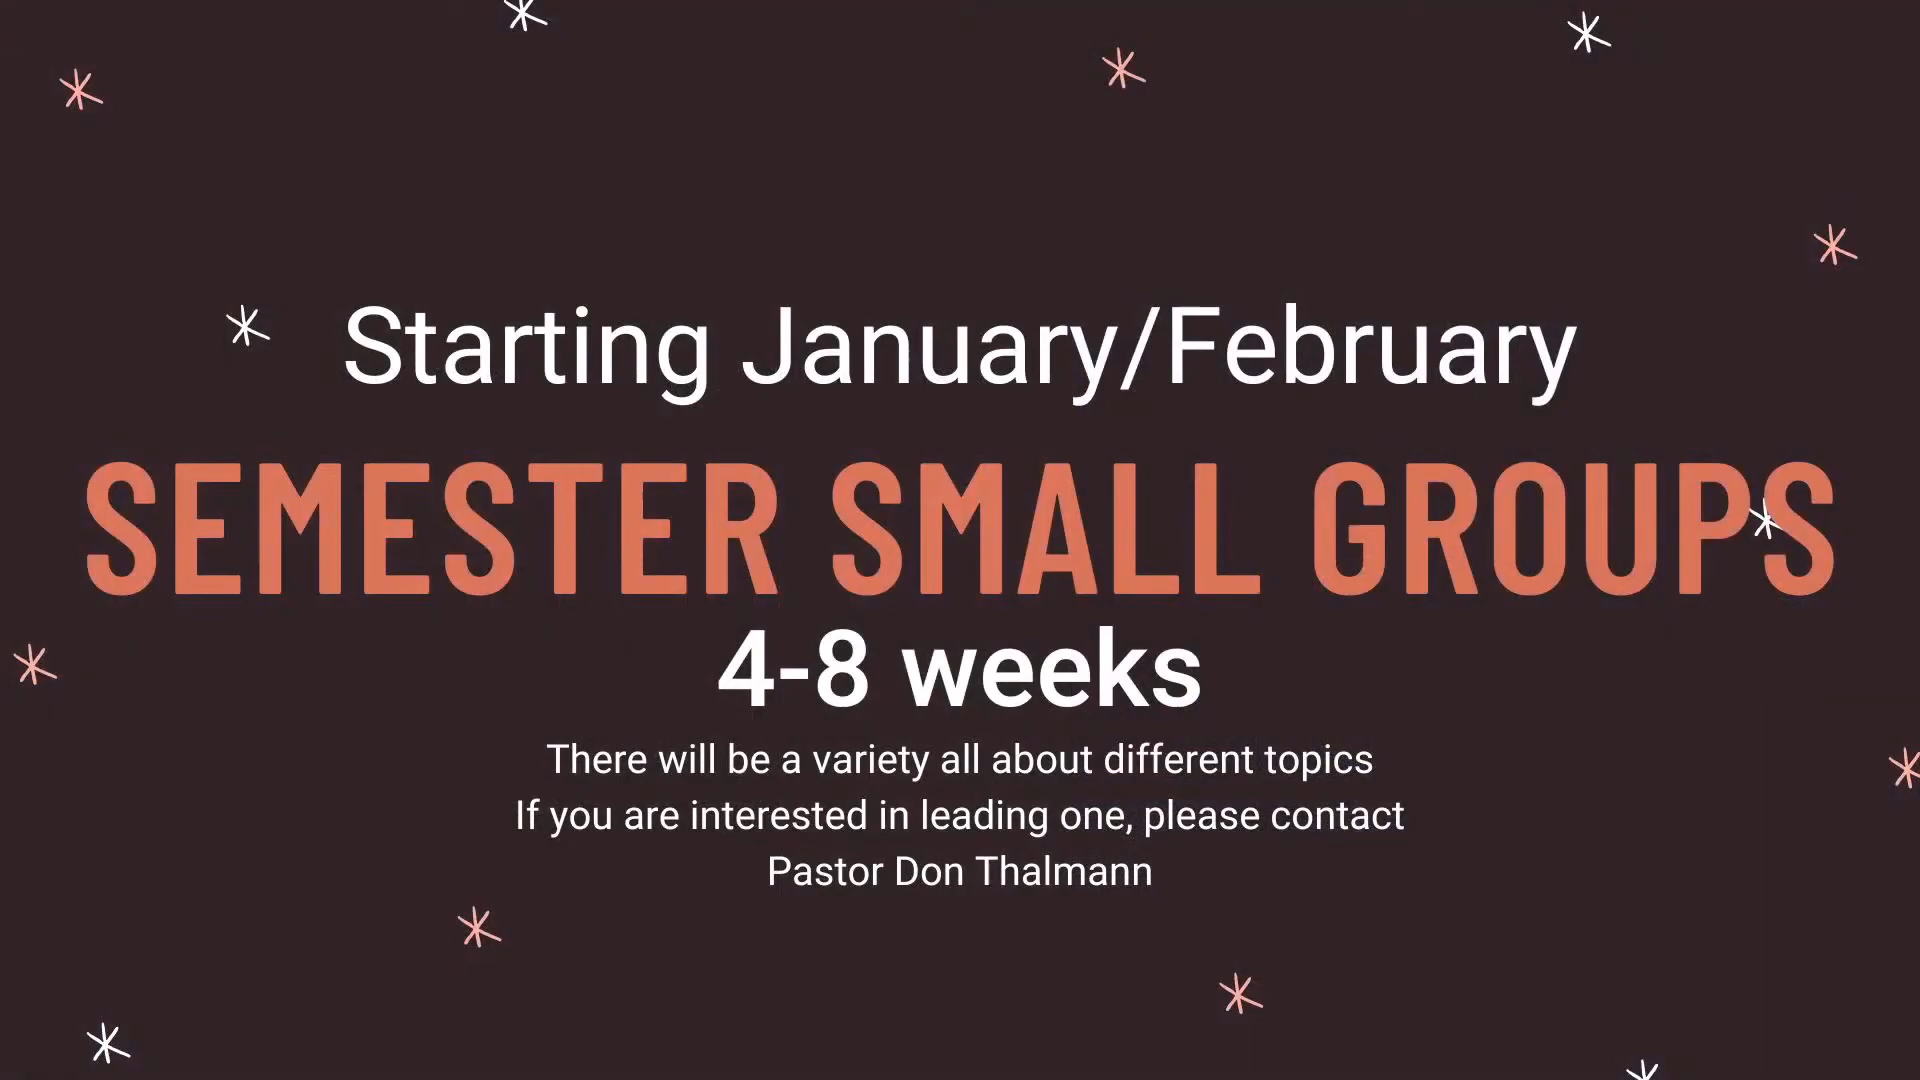 Starting January/February
SEMESTER SMALL GROUPS
4-8 weeks
There will be a variety all about different topics
If you are interested in leading one, please contact
Pastor Don Thalmann